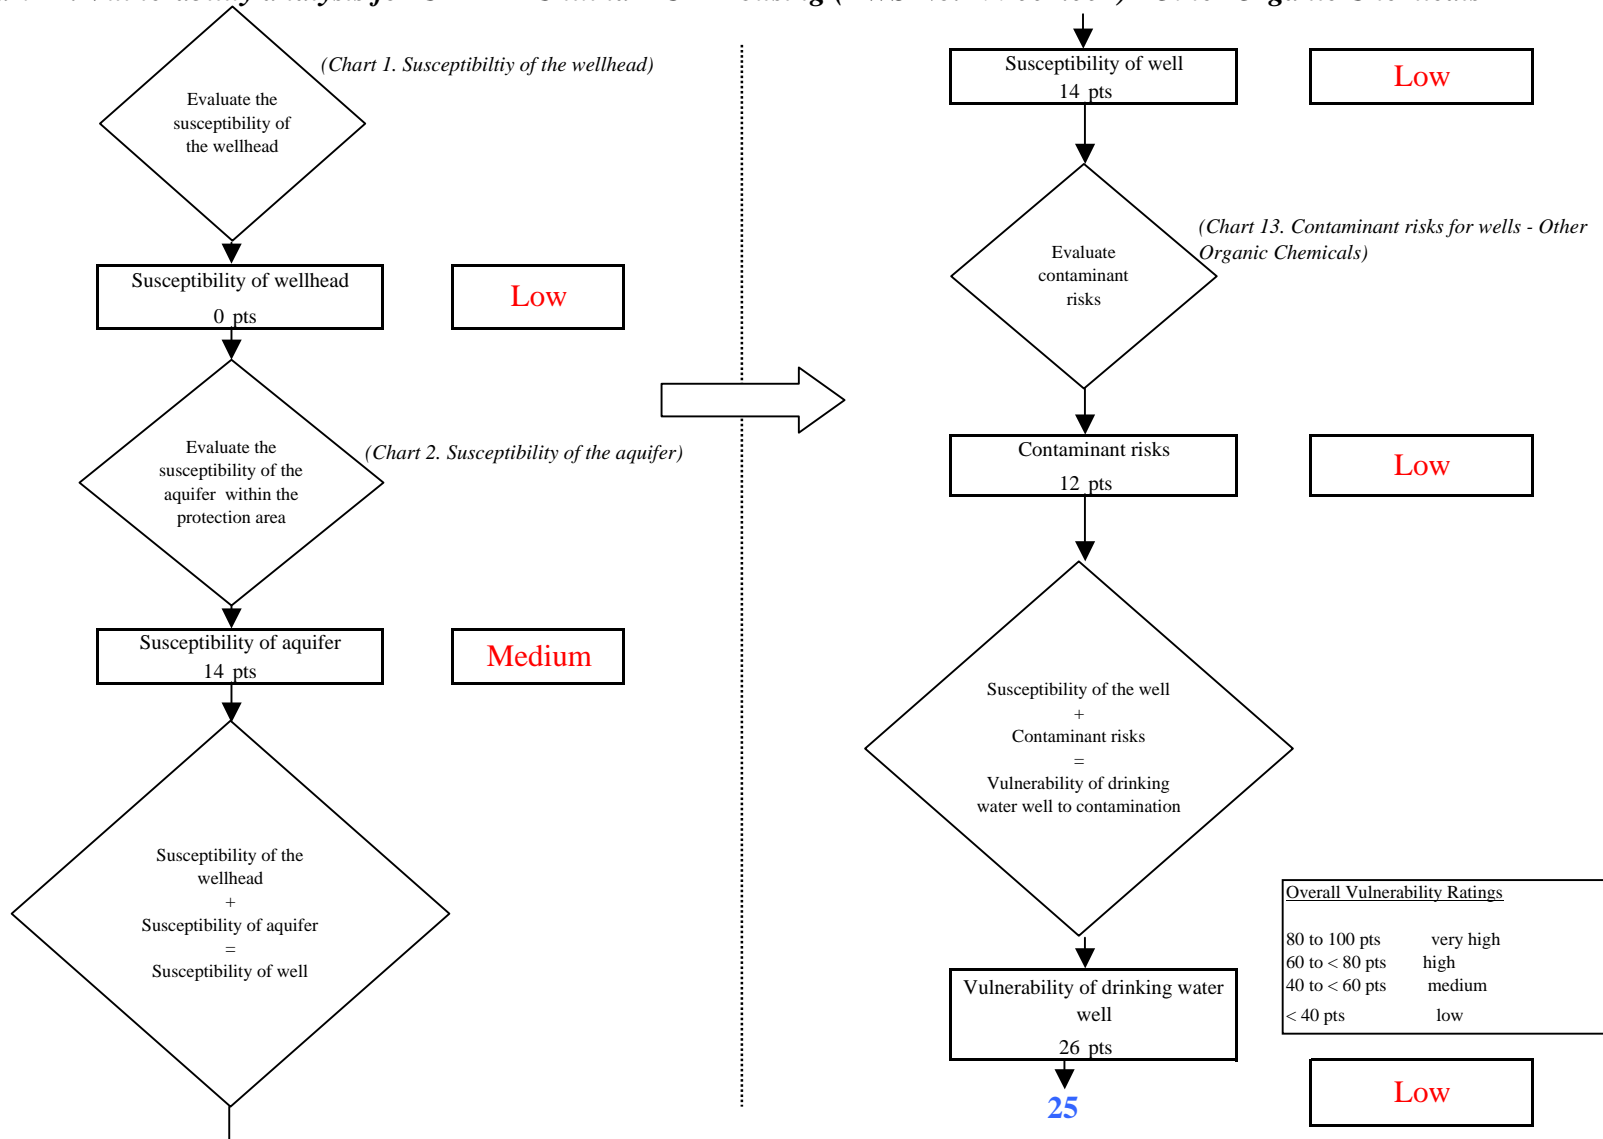 (Chart 1. Susceptibiltiy of the wellhead)
Evaluate the
susceptibility of
the wellhead
Susceptibility of wellhead
0 pts
Low
Evaluate the
susceptibility of the
aquifer within the
protection area
(Chart 2. Susceptibility of the aquifer)
Susceptibility of aquifer
14 pts
Medium
Susceptibility of the
wellhead
+
Susceptibility of aquifer
=
Susceptibility of well
Susceptibility of well
14 pts
Low
(Chart 13. Contaminant risks for wells - Other
Organic Chemicals)
Evaluate
contaminant
risks
Contaminant risks
12 pts
Low
Susceptibility of the well
+
Contaminant risks
=
Vulnerability of drinking
water well to contamination
Vulnerability of drinking water
well
26 pts
25
Overall Vulnerability Ratings
80 to 100 pts very high
60 to < 80 pts high
40 to < 60 pts medium
< 40 pts low
Low